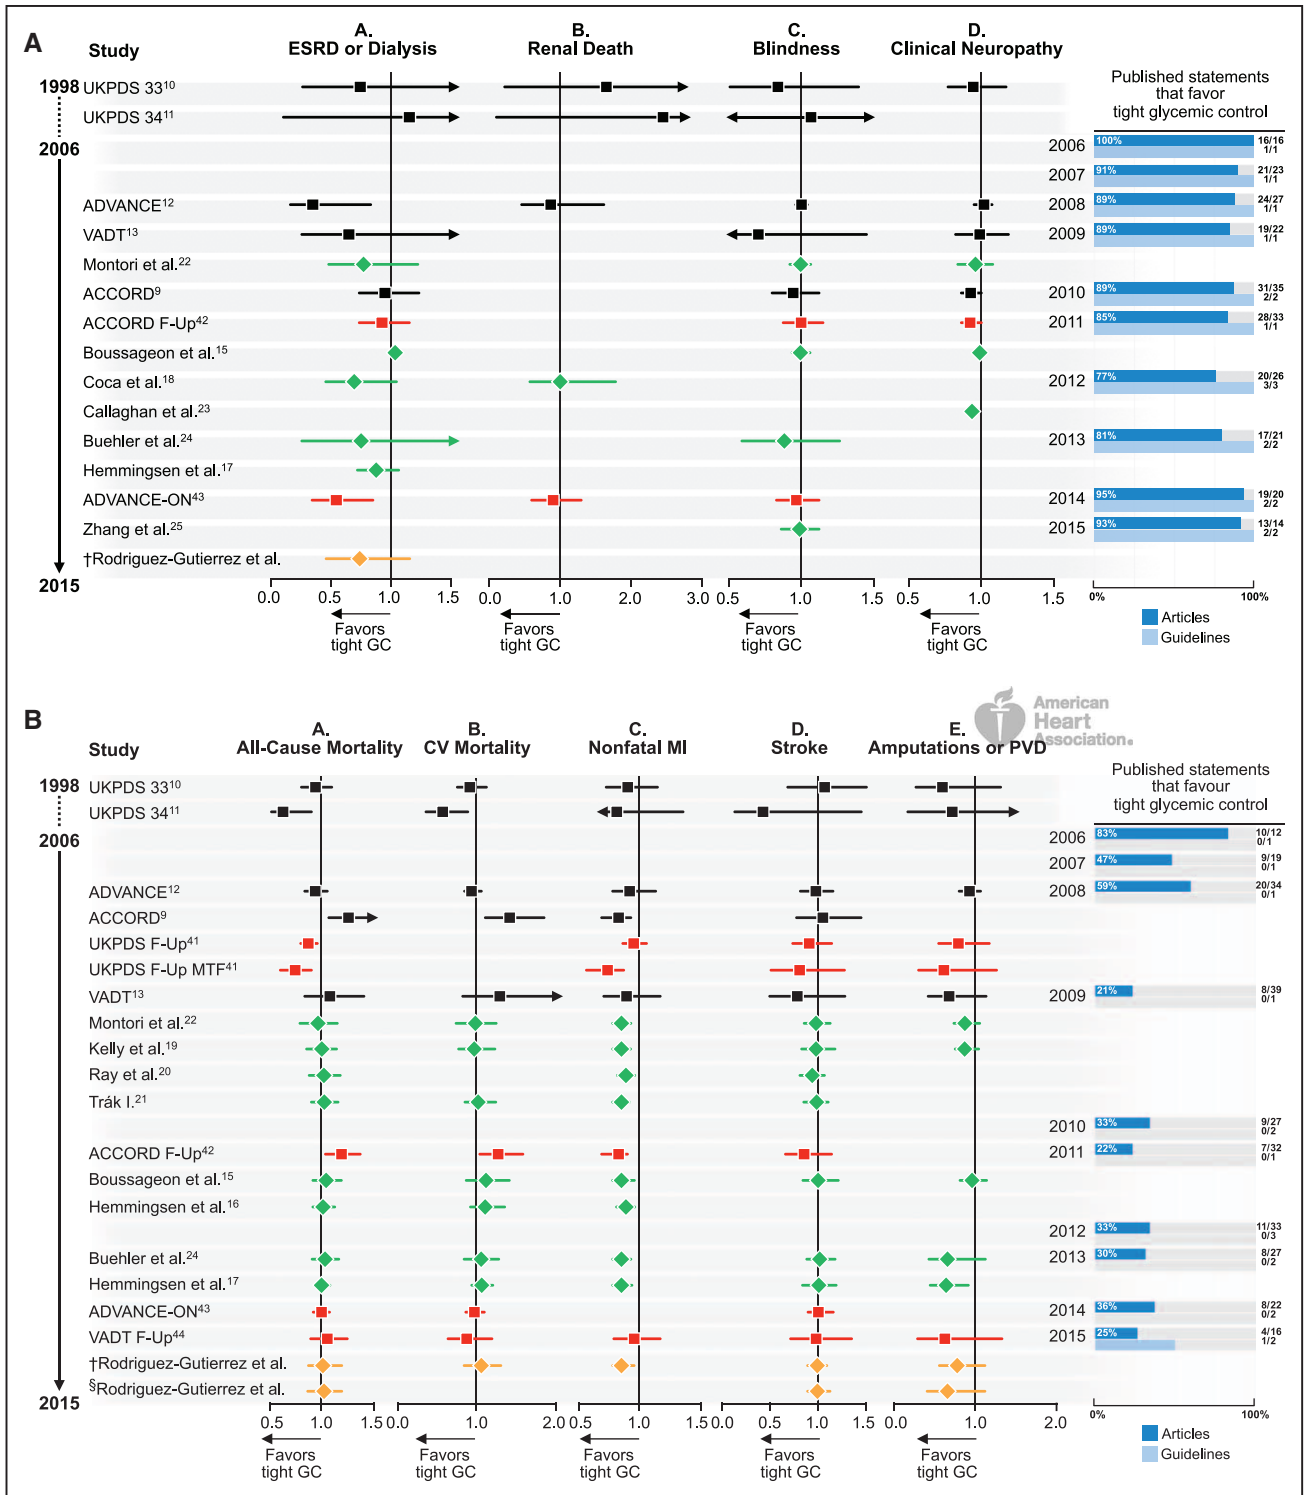 A
Study
A.
ESRD or Dialysis
B.
Renal Death
C.
Blindness
D.
Clinical Neuropathy
Published statements
that favor
tight glycemic control
1998
UKPDS 33¹⁰
UKPDS 34¹¹
2006
2006 100% 16/16
1/1
2007 91% 21/23
1/1
ADVANCE¹² 2008 89% 24/27
1/1
VADT¹³ 2009 89% 19/22
1/1
Montori et al.²²
ACCORD⁹ 2010 89% 31/35
2/2
ACCORD F-Up⁴² 2011 85% 28/33
1/1
Boussageon et al.¹⁵
Coca et al.¹⁸ 2012 77% 20/26
3/3
Callaghan et al.²³
Buehler et al.²⁴ 2013 81% 17/21
2/2
Hemmingsen et al.¹⁷
ADVANCE-ON⁴³ 2014 95% 19/20
2/2
Zhang et al.²⁵ 2015 93% 13/14
2/2
†Rodriguez-Gutierrez et al.
2015
0.0 0.5 1.0 1.5 0.0 1.0 2.0 3.0 0.5 1.0 1.5 0.5 1.0 1.5 0% 100%
Favors
tight GC
Favors
tight GC
Favors
tight GC
Favors
tight GC
Articles
Guidelines
American
Heart
Association®
B
Study
A.
All-Cause Mortality
B.
CV Mortality
C.
Nonfatal MI
D.
Stroke
E.
Amputations or PVD
Published statements
that favour
tight glycemic control
1998
UKPDS 33¹⁰
UKPDS 34¹¹
2006
2006 83% 10/12
0/1
2007 47% 9/19
0/1
ADVANCE¹² 2008 59% 20/34
0/1
ACCORD⁹
UKPDS F-Up⁴¹
UKPDS F-Up MTF⁴¹
VADT¹³ 2009 21% 8/39
0/1
Montori et al.²²
Kelly et al.¹⁹
Ray et al.²⁰
Trák I.²¹
2010 33% 9/27
0/2
ACCORD F-Up⁴² 2011 22% 7/32
0/1
Boussageon et al.¹⁵
Hemmingsen et al.¹⁶
2012 33% 11/33
0/3
Buehler et al.²⁴ 2013 30% 8/27
0/2
Hemmingsen et al.¹⁷
ADVANCE-ON⁴³ 2014 36% 8/22
0/2
VADT F-Up⁴⁴ 2015 25% 4/16
1/2
†Rodriguez-Gutierrez et al.
§Rodriguez-Gutierrez et al.
2015
0.5 1.0 1.5 0.0 1.0 2.0 0.5 1.0 1.5 0.0 0.5 1.0 1.5 0.0 1.0 2.0 0% 100%
Favors
tight GC
Favors
tight GC
Favors
tight GC
Favors
tight GC
Favors
tight GC
Articles
Guidelines